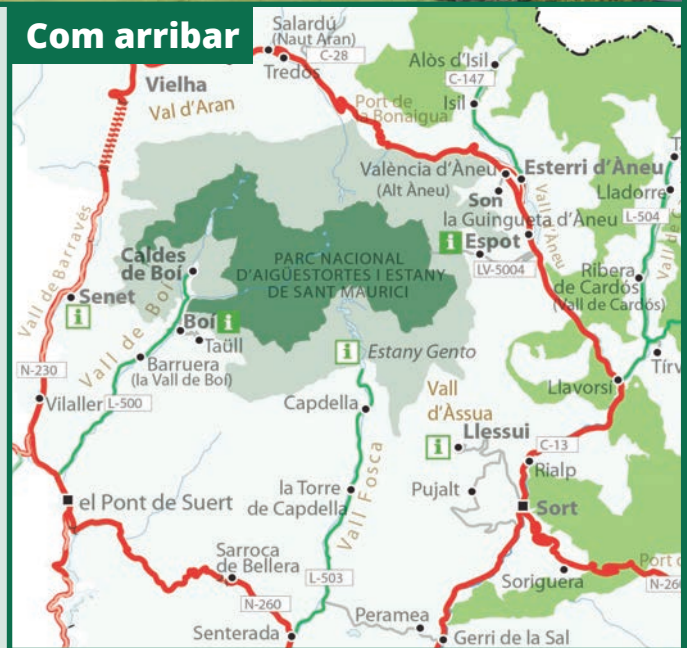 Com arribar
Salardú
(Naut Aran)
C-28
Tredòs
Alòs d'Isil
C-147
Isil
Vielha
Val d'Aran
Port de
la Bonaigua
València d'Àneu
(Alt Àneu)
Esterri d'Àneu
Son
Lladorre
la Guingueta d'Àneu
L-504
Vall d'Àneu
i Espot
LV-5004
Vall de Barravés
Caldes
de Boí
PARC NACIONAL
D'AIGÜESTORTES I ESTANY
DE SANT MAURICI
Ribera
de Cardós
(Vall de Cardós)
Senet
i
Vall de Boí
Boí i
Taüll
i Estany Gento
Barruera
(la Vall de Boí)
N-230
Vilaller
L-500
Capdella
Vall
d'Àssua
Llavorsí
Llessui
i
C-13
Rialp
el Pont de Suert
la Torre
de Capdella
Vall Fosca
Pujalt
Sort
Sarroca
de Bellera
L-503
Soriguera
N-260
Senterada
Peramea
Gerri de la Sal